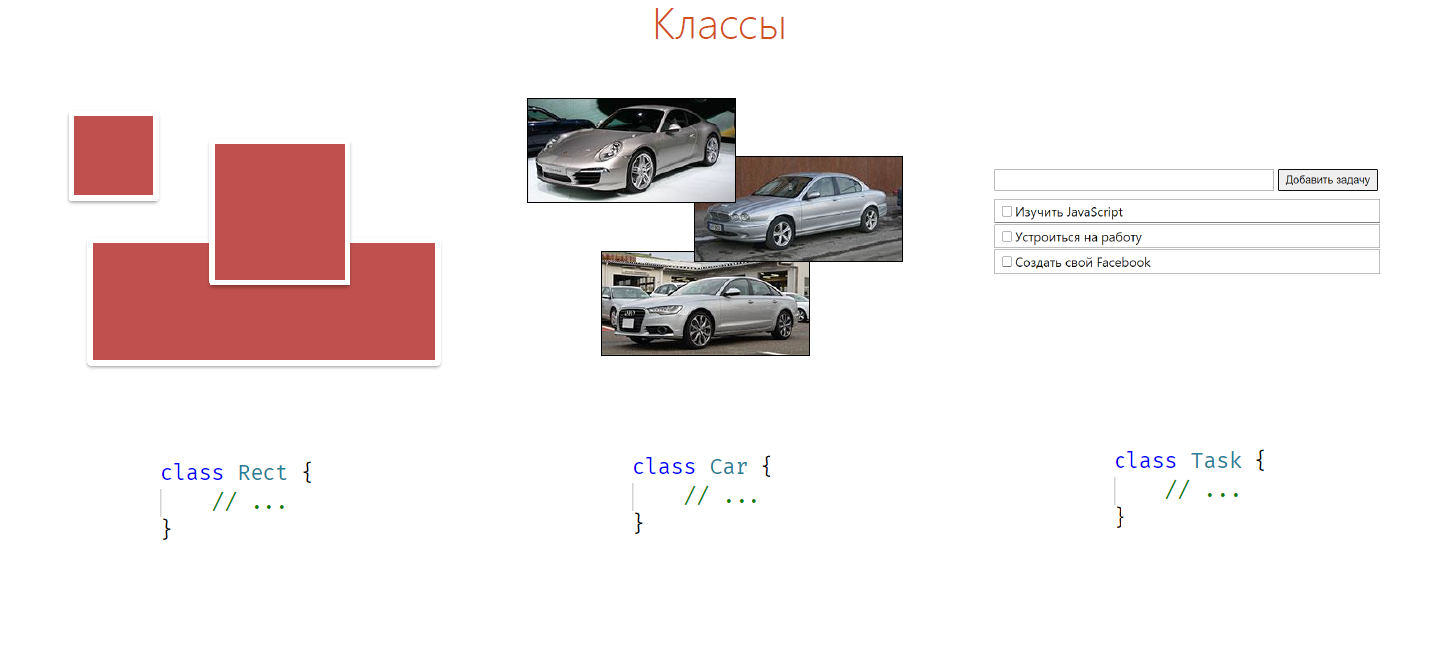 Классы
Добавить задачу
Изучить JavaScript
Устроиться на работу
Создать свой Facebook
class Rect {
// ...
}
class Car {
// ...
}
class Task {
// ...
}